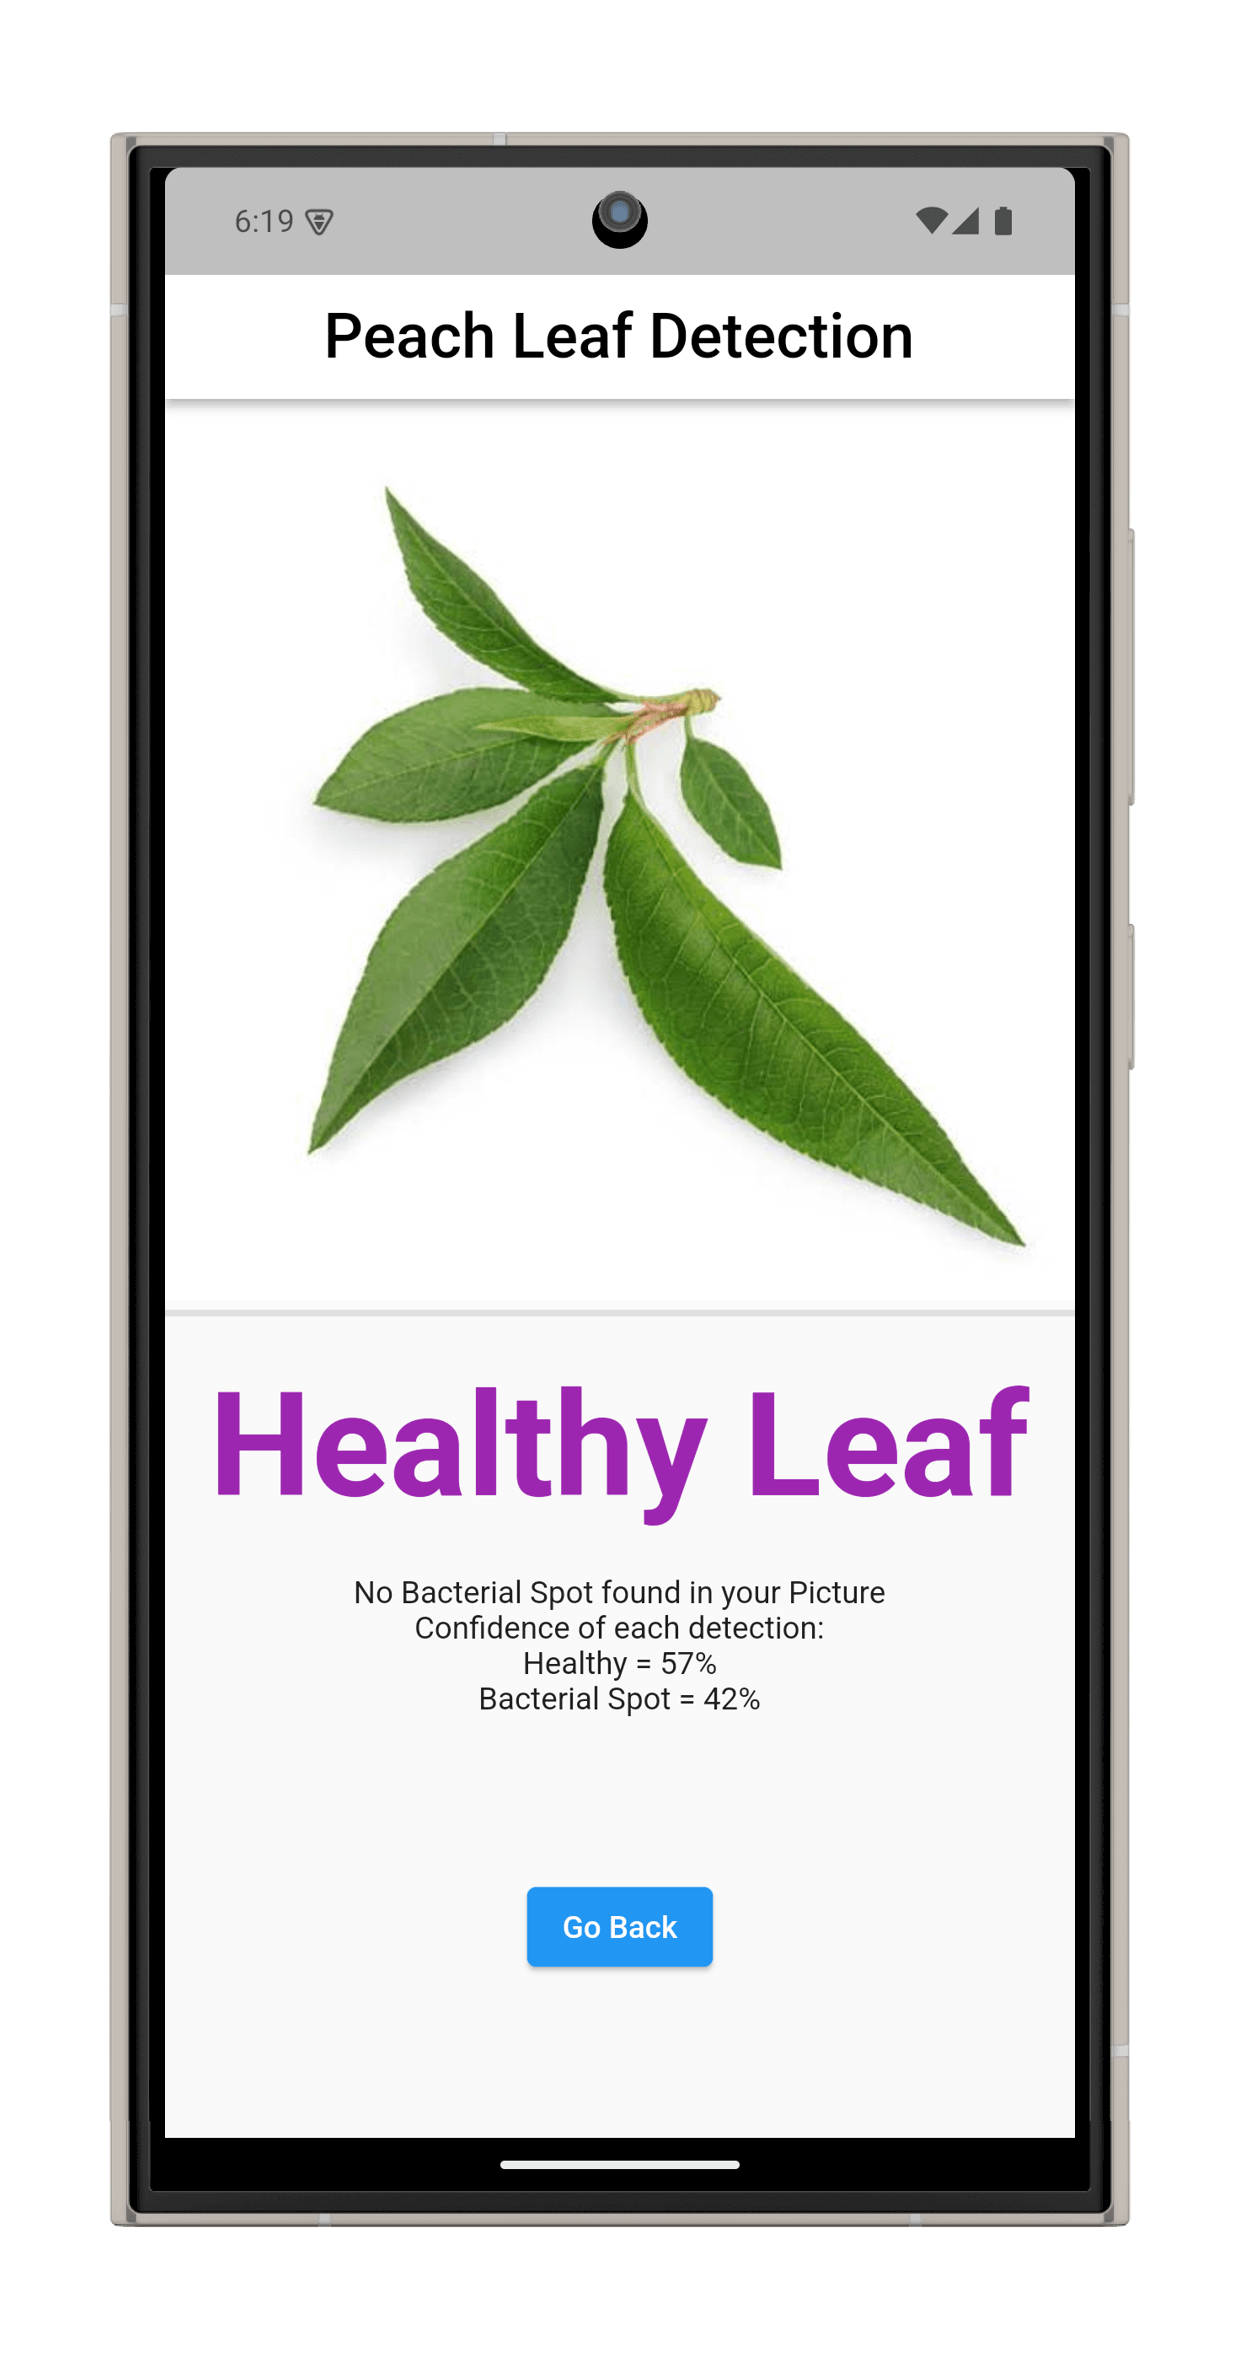 6:19
Peach Leaf Detection
Healthy Leaf
No Bacterial Spot found in your Picture
Confidence of each detection:
Healthy = 57%
Bacterial Spot = 42%
Go Back